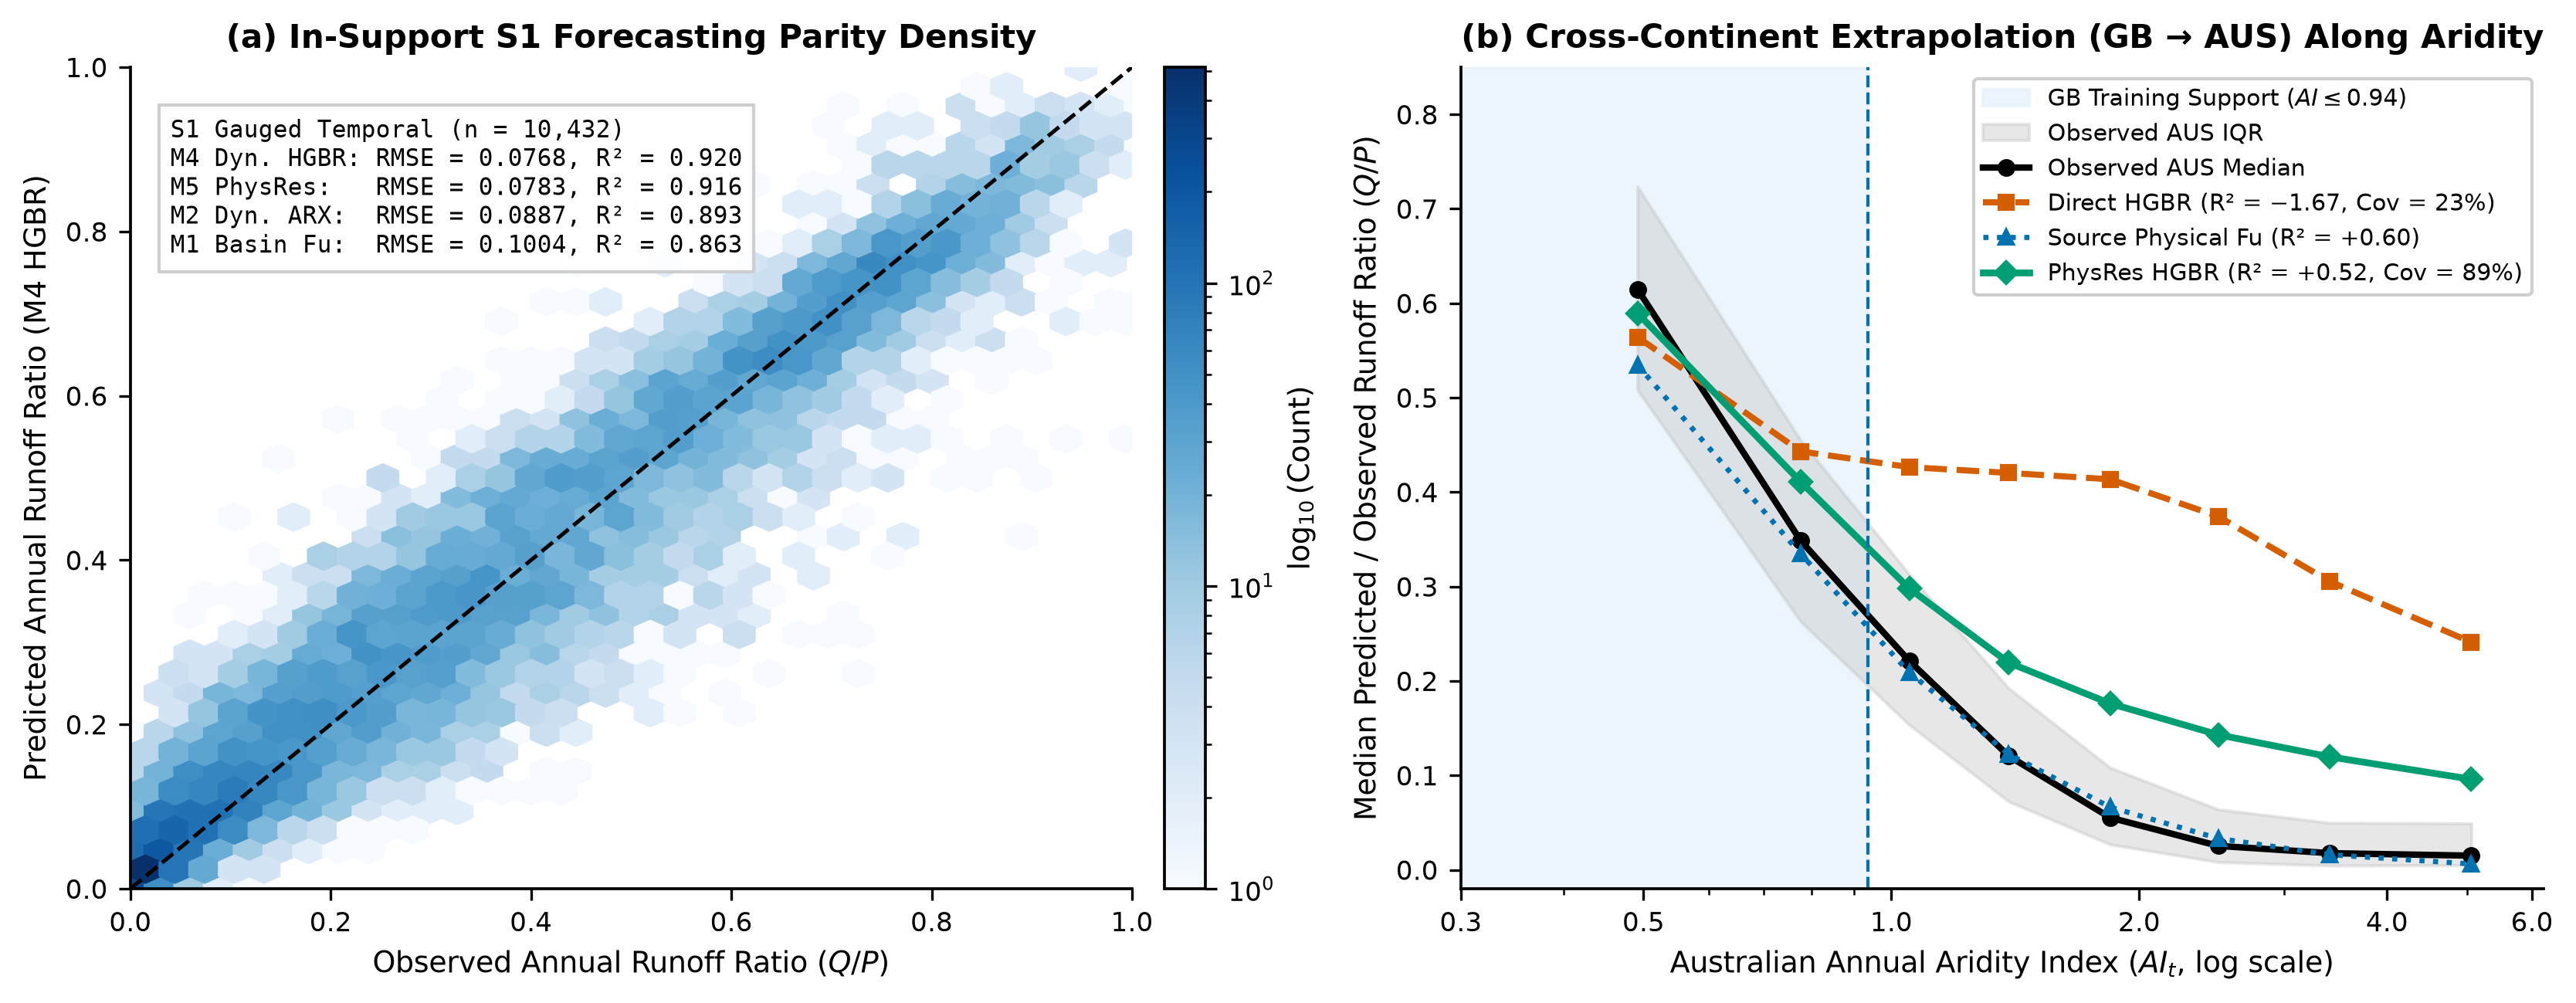 (a) In-Support S1 Forecasting Parity Density
Predicted Annual Runoff Ratio (M4 HGBR)
1.0
0.8
0.6
0.4
0.2
0.0
S1 Gauged Temporal (n = 10,432)
M4 Dyn. HGBR: RMSE = 0.0768, R² = 0.920
M5 PhysRes: RMSE = 0.0783, R² = 0.916
M2 Dyn. ARX: RMSE = 0.0887, R² = 0.893
M1 Basin Fu: RMSE = 0.1004, R² = 0.863
0.0 0.2 0.4 0.6 0.8 1.0
Observed Annual Runoff Ratio (Q/P)
10²
10¹
10⁰
log₁₀(Count)
(b) Cross-Continent Extrapolation (GB → AUS) Along Aridity
Median Predicted / Observed Runoff Ratio (Q/P)
0.8
0.7
0.6
0.5
0.4
0.3
0.2
0.1
0.0
GB Training Support (AI ≤ 0.94)
Observed AUS IQR
Observed AUS Median
Direct HGBR (R² = −1.67, Cov = 23%)
Source Physical Fu (R² = +0.60)
PhysRes HGBR (R² = +0.52, Cov = 89%)
0.3 0.5 1.0 2.0 4.0 6.0
Australian Annual Aridity Index (AIₜ, log scale)